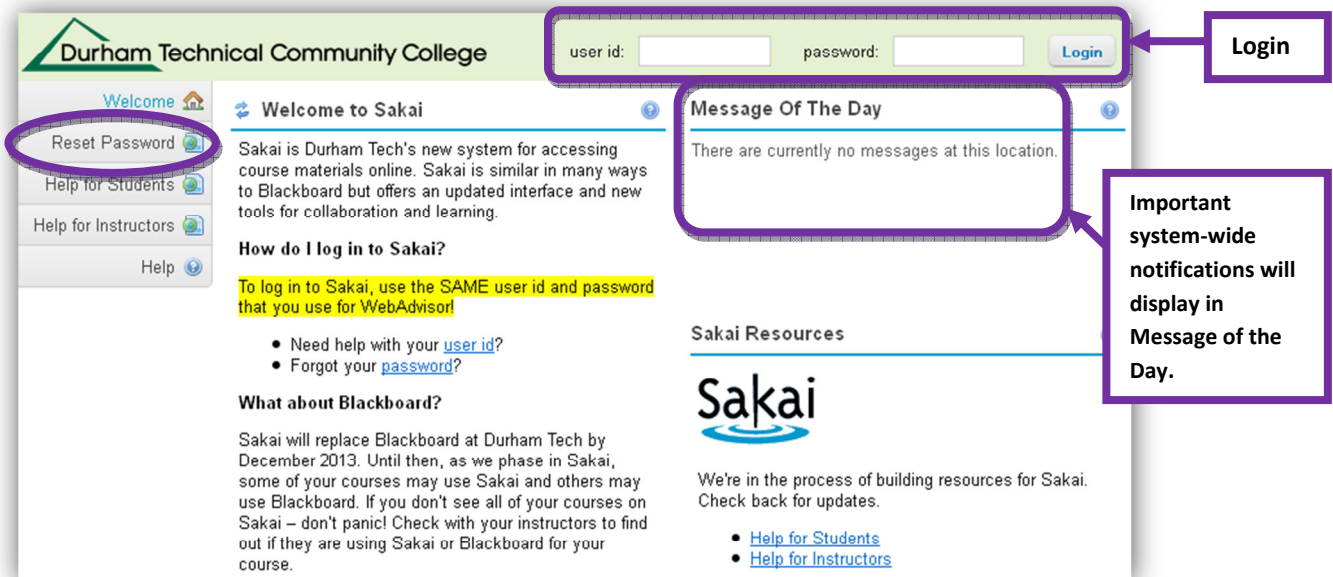 Durham Technical Community College
user id:
password:
Login
Login
Welcome
Reset Password
Help for Students
Help for Instructors
Help
Welcome to Sakai
Sakai is Durham Tech's new system for accessing
course materials online. Sakai is similar in many ways
to Blackboard but offers an updated interface and new
tools for collaboration and learning.
How do I log in to Sakai?
To log in to Sakai, use the SAME user id and password
that you use for WebAdvisor!
• Need help with your user id?
• Forgot your password?
What about Blackboard?
Sakai will replace Blackboard at Durham Tech by
December 2013. Until then, as we phase in Sakai,
some of your courses may use Sakai and others may
use Blackboard. If you don't see all of your courses on
Sakai – don't panic! Check with your instructors to find
out if they are using Sakai or Blackboard for your
course.
Message Of The Day
There are currently no messages at this location.
Important
system-wide
notifications will
display in
Message of the
Day.
Sakai Resources
Sakai
We're in the process of building resources for Sakai.
Check back for updates.
• Help for Students
• Help for Instructors